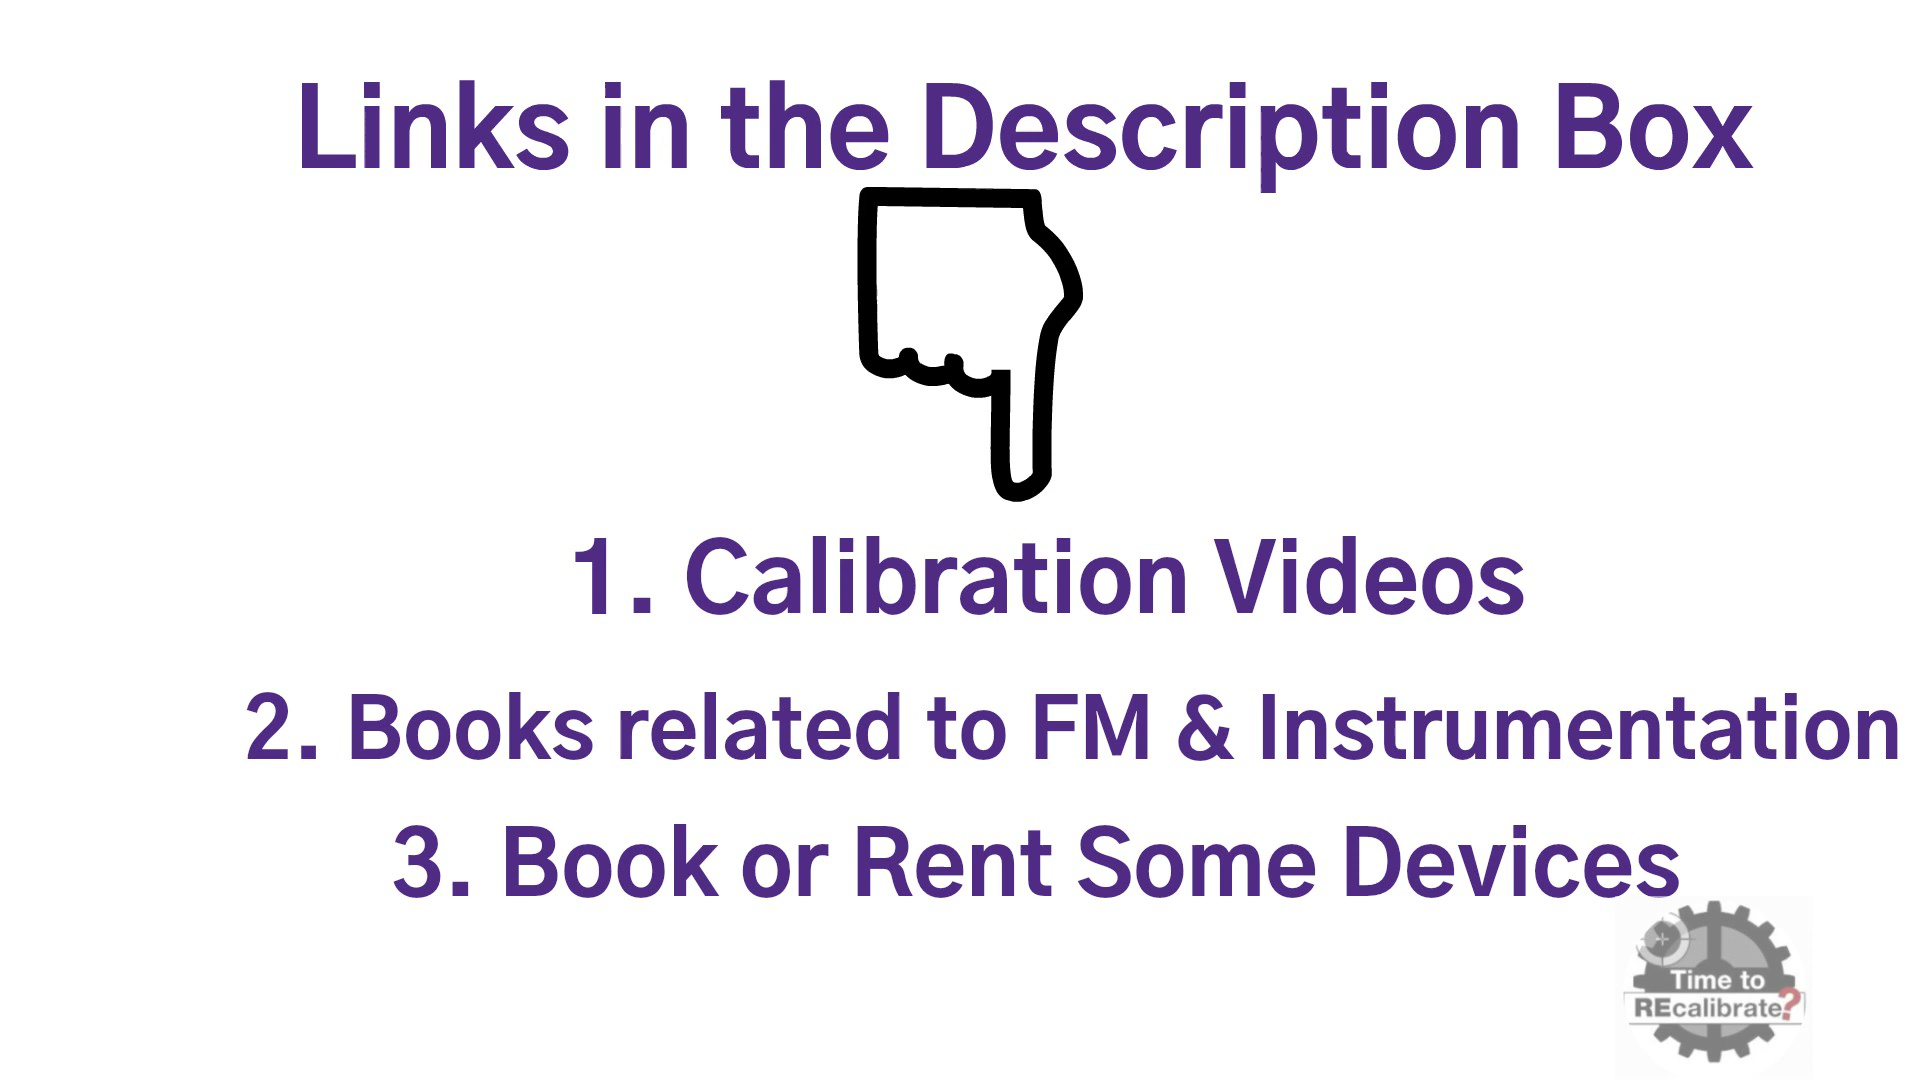 Links in the Description Box
1. Calibration Videos
2. Books related to FM & Instrumentation
3. Book or Rent Some Devices
Time to
REcalibrate?